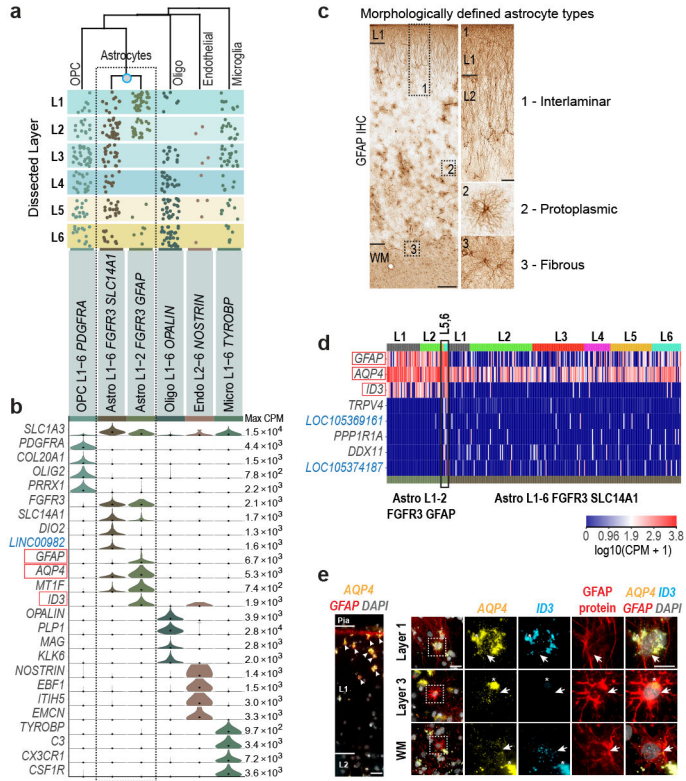 a
OPC
Astrocytes
Oligo
Endothelial
Microglia
Dissected Layer
L1
L2
L3
L4
L5
L6
OPC L1–6 PDGFRA
Astro L1–6 FGFR3 SLC14A1
Astro L1–2 FGFR3 GFAP
Oligo L1–6 OPALIN
Endo L2–6 NOSTRIN
Micro L1–6 TYROBP
b
Max CPM
SLC1A3 1.5×10⁴
PDGFRA 4.4×10³
COL20A1 1.5×10³
OLIG2 7.8×10²
PRRX1 2.2×10³
FGFR3 2.1×10³
SLC14A1 1.7×10³
DIO2 1.3×10³
LINC00982 1.6×10³
GFAP 6.7×10³
AQP4 5.3×10³
MT1F 7.4×10²
ID3 1.9×10³
OPALIN 3.9×10³
PLP1 2.8×10⁴
MAG 2.8×10³
KLK6 2.0×10³
NOSTRIN 1.4×10³
EBF1 1.5×10³
ITIH5 3.0×10³
EMCN 3.3×10³
TYROBP 9.7×10²
C3 3.4×10³
CX3CR1 7.2×10³
CSF1R 3.6×10³
c
Morphologically defined astrocyte types
GFAP IHC
L1
1
2
3
WM
1
L1
L2
2
3
1 - Interlaminar
2 - Protoplasmic
3 - Fibrous
d
L1 L2 L5,6 L1 L2 L3 L4 L5 L6
GFAP
AQP4
ID3
TRPV4
LOC105369161
PPP1R1A
DDX11
LOC105374187
Astro L1-2
FGFR3 GFAP
Astro L1-6 FGFR3 SLC14A1
0 0.96 1.9 2.8 3.8
log10(CPM + 1)
e
AQP4
GFAP DAPI
Pia
L1
L2
AQP4
ID3
GFAP
protein
AQP4 ID3
GFAP DAPI
Layer 1
Layer 3
WM